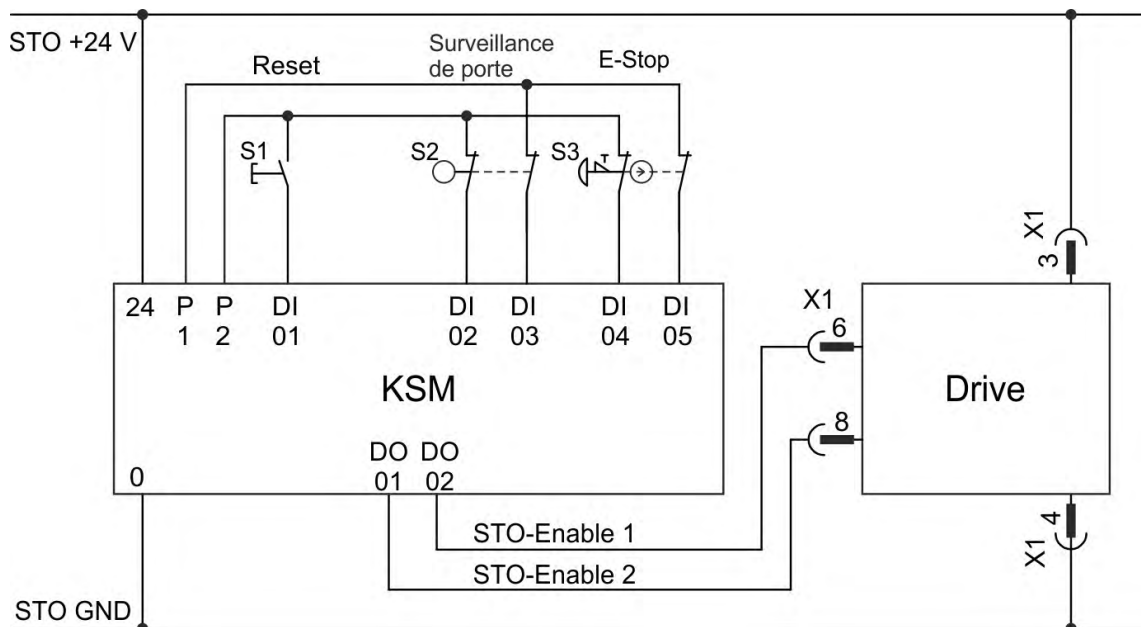 STO +24 V
Reset
Surveillance
de porte
E-Stop
S1
S2
S3
X1
3
24 P P DI DI DI DI DI
1 2 01 02 03 04 05
X1
6
KSM
Drive
8
DO DO
0 01 02
4
X1
STO-Enable 1
STO-Enable 2
STO GND